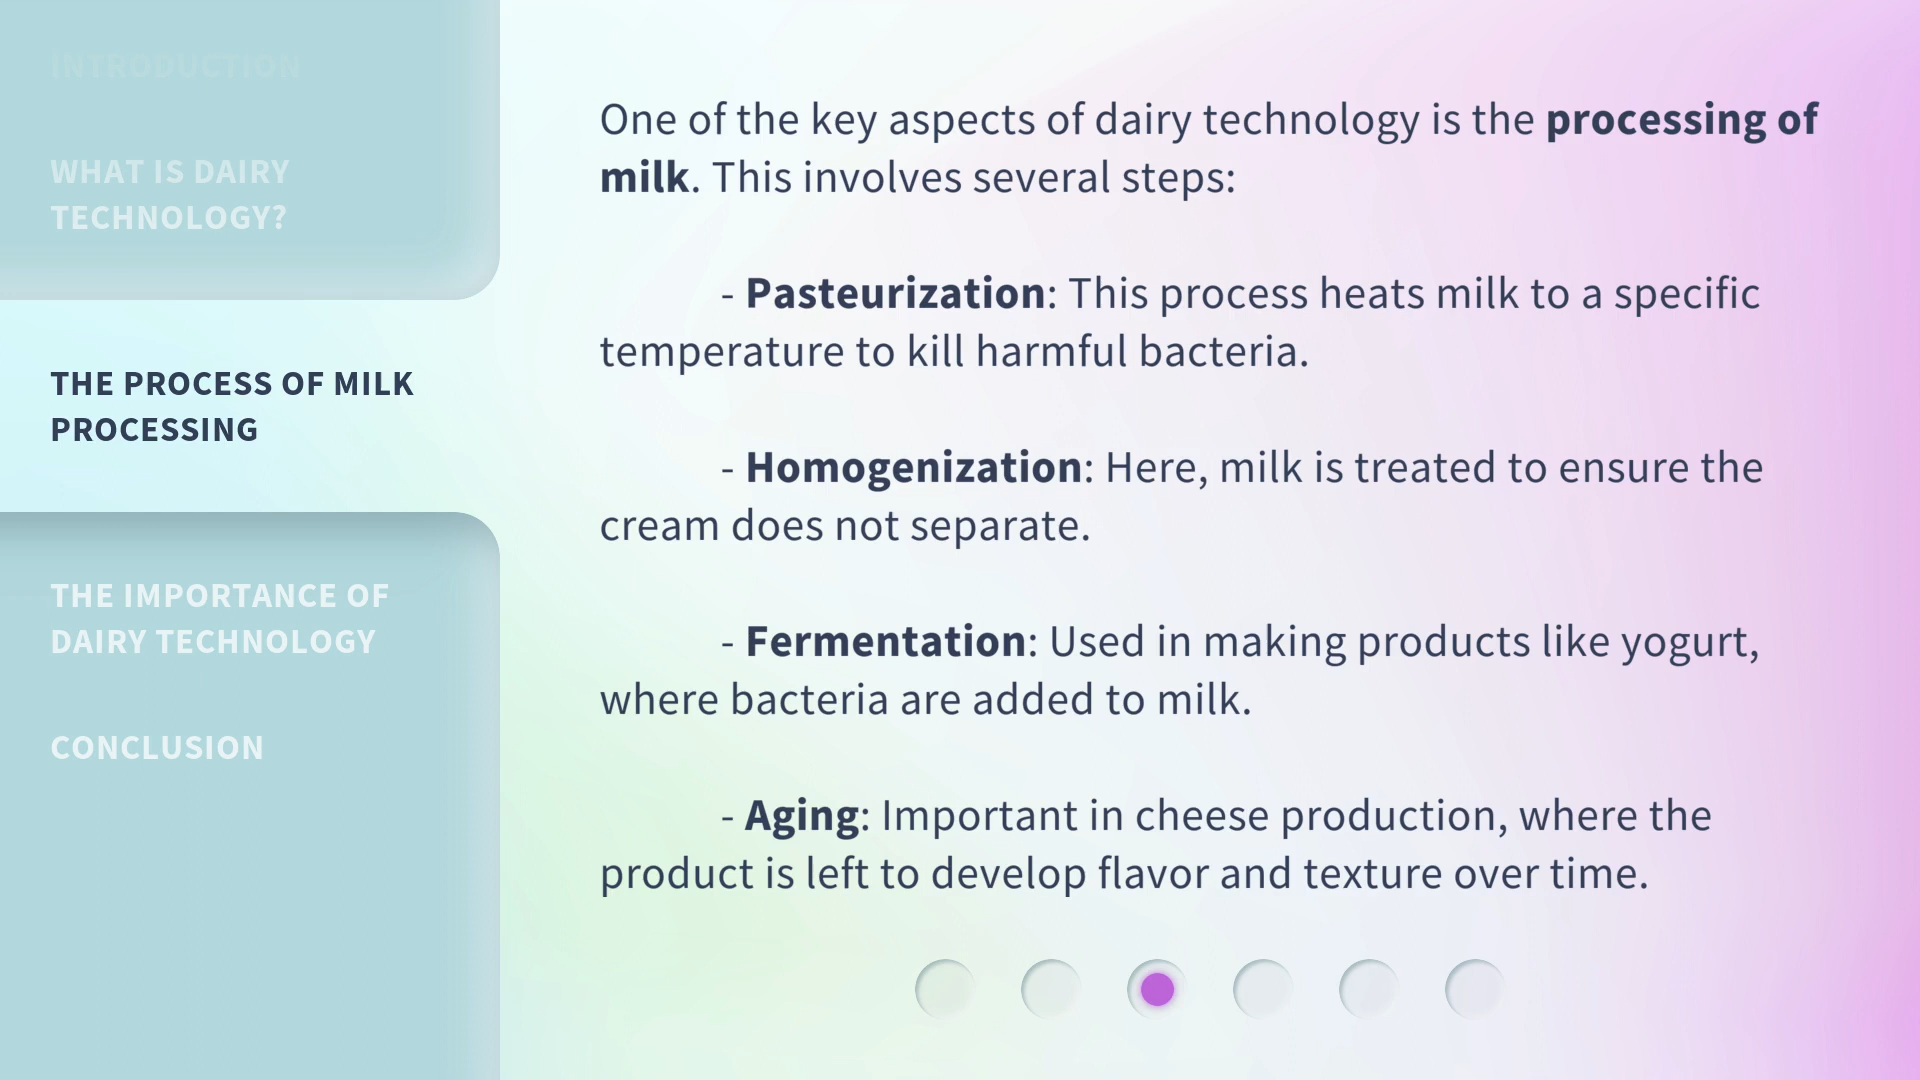 INTRODUCTION
WHAT IS DAIRY
TECHNOLOGY?
THE PROCESS OF MILK
PROCESSING
THE IMPORTANCE OF
DAIRY TECHNOLOGY
CONCLUSION
One of the key aspects of dairy technology is the processing of
milk. This involves several steps:
- Pasteurization: This process heats milk to a specific
temperature to kill harmful bacteria.
- Homogenization: Here, milk is treated to ensure the
cream does not separate.
- Fermentation: Used in making products like yogurt,
where bacteria are added to milk.
- Aging: Important in cheese production, where the
product is left to develop flavor and texture over time.